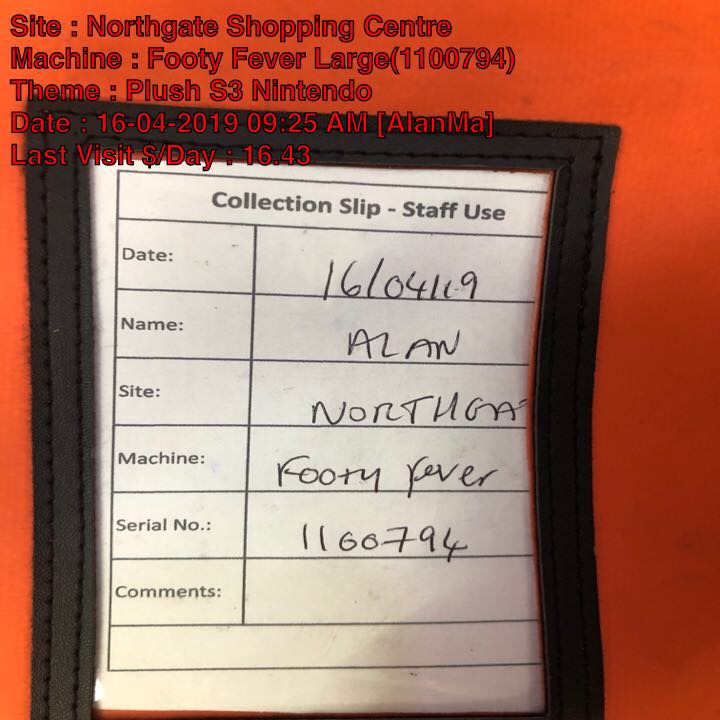 Site : Northgate Shopping Centre
Machine : Footy Fever Large(1100794)
Theme : Plush S3 Nintendo
Date : 16-04-2019 09:25 AM [AlanMa]
Last Visit $/Day : 16.43
Collection Slip - Staff Use
Date: 16/04/19
Name: ALAN
Site: NORTHGA
Machine: Footy Fever
Serial No.: 1100794
Comments: